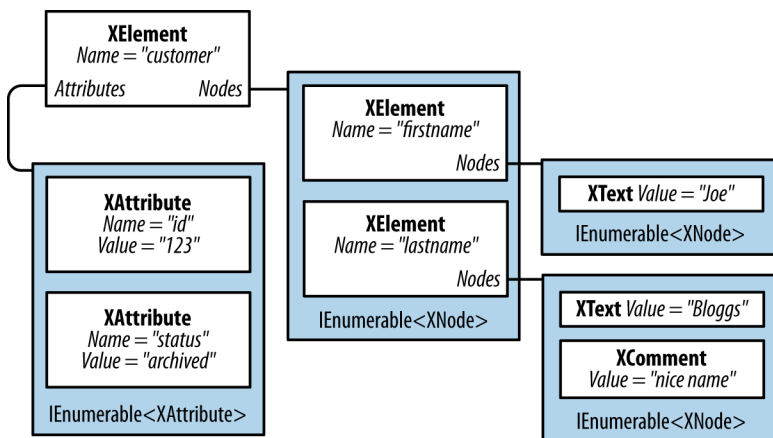 XElement
Name = "customer"
Attributes Nodes
XElement
Name = "firstname"
Nodes
XElement
Name = "lastname"
Nodes
IEnumerable<XNode>
XAttribute
Name = "id"
Value = "123"
XAttribute
Name = "status"
Value = "archived"
IEnumerable<XAttribute>
XText Value = "Joe"
IEnumerable<XNode>
XText Value = "Bloggs"
XComment
Value = "nice name"
IEnumerable<XNode>